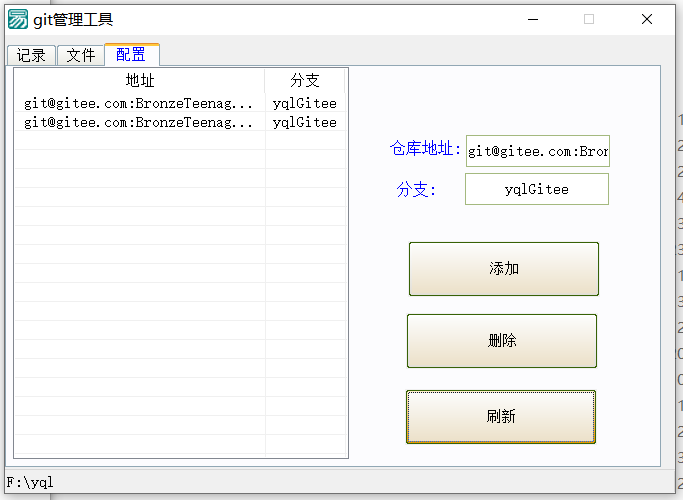 git管理工具
记录 文件 配置
地址 分支
git@gitee.com:BronzeTeenag... yqlGitee
git@gitee.com:BronzeTeenag... yqlGitee
仓库地址: git@gitee.com:Bron
分支: yqlGitee
添加
删除
刷新
F:\yql